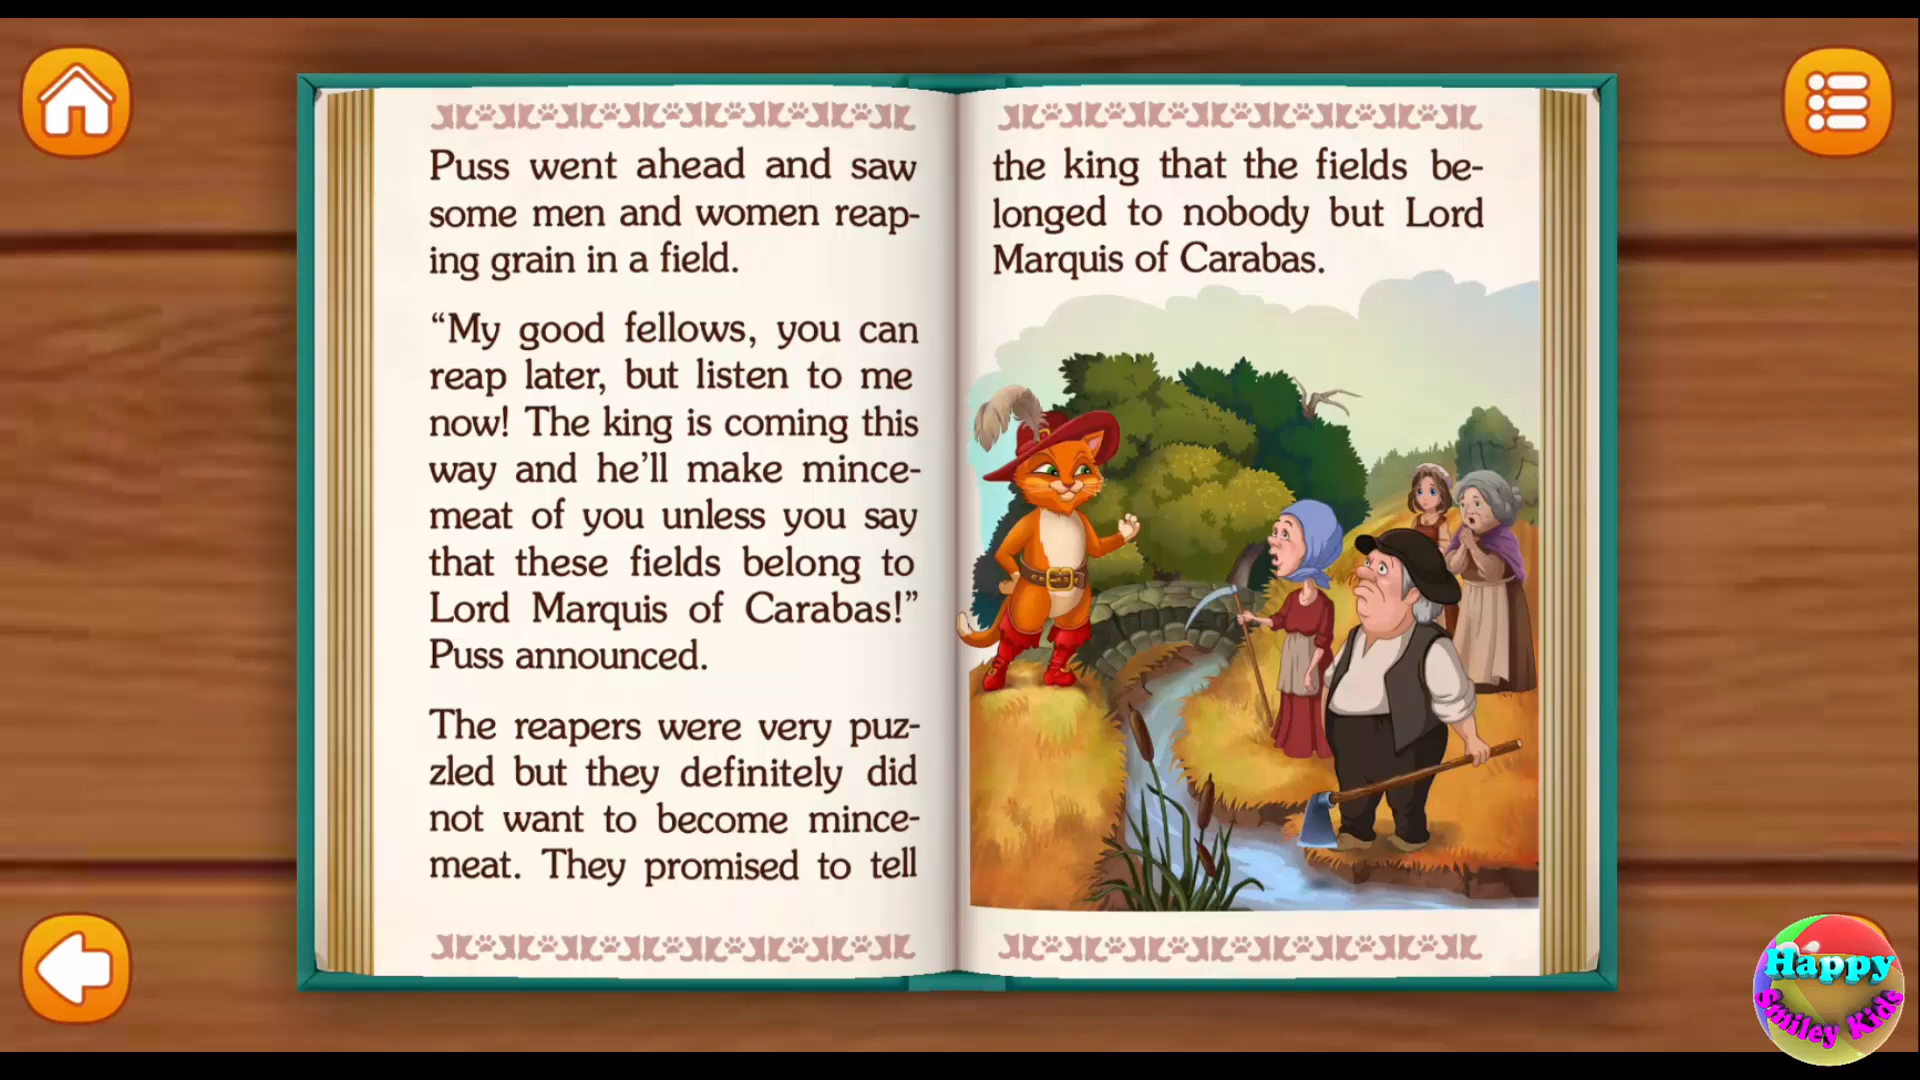 Puss went ahead and saw
some men and women reap-
ing grain in a field.
“My good fellows, you can
reap later, but listen to me
now! The king is coming this
way and he’ll make mince-
meat of you unless you say
that these fields belong to
Lord Marquis of Carabas!”
Puss announced.
The reapers were very puz-
zled but they definitely did
not want to become mince-
meat. They promised to tell
the king that the fields be-
longed to nobody but Lord
Marquis of Carabas.
Happy
Smiley Kids